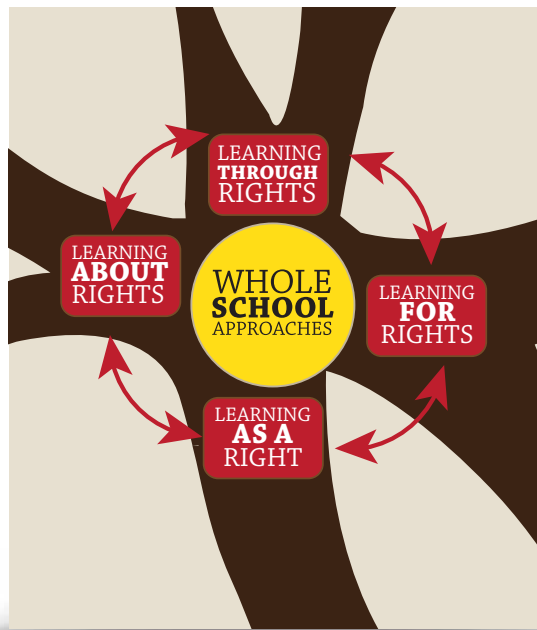 LEARNING
THROUGH
RIGHTS
LEARNING
ABOUT
RIGHTS
WHOLE
SCHOOL
APPROACHES
LEARNING
FOR
RIGHTS
LEARNING
AS A
RIGHT